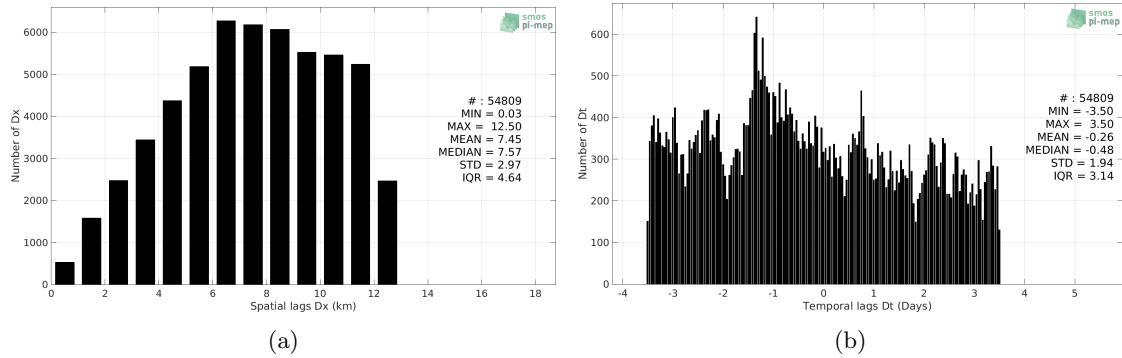 smos
pi-mep
6000
5000
4000
3000
2000
1000
0
Number of Dx
# : 54809
MIN = 0.03
MAX = 12.50
MEAN = 7.45
MEDIAN = 7.57
STD = 2.97
IQR = 4.64
0 2 4 6 8 10 12 14 16 18
Spatial lags Dx (km)
(a)
smos
pi-mep
600
500
400
300
200
100
0
Number of Dt
# : 54809
MIN = -3.50
MAX = 3.50
MEAN = -0.26
MEDIAN = -0.48
STD = 1.94
IQR = 3.14
-4 -3 -2 -1 0 1 2 3 4 5
Temporal lags Dt (Days)
(b)